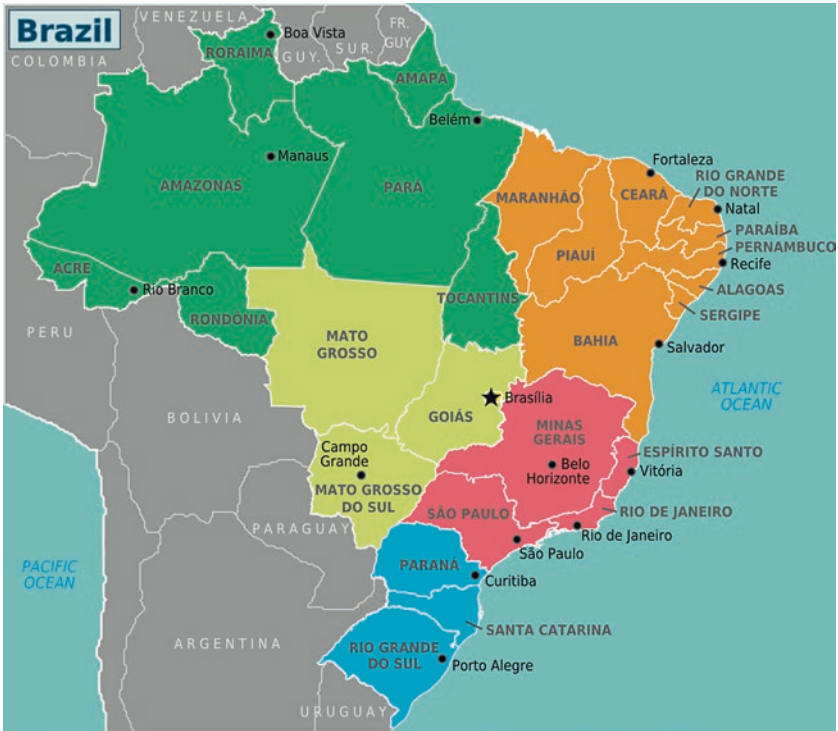 Brazil
VENEZUELA
COLOMBIA
GUY.
SUR.
FR.
GUY.
RORAIMA
Boa Vista
AMAPÁ
Belém
Manaus
AMAZONAS
PARÁ
MARANHÃO
CEARÁ
Fortaleza
RIO GRANDE
DO NORTE
Natal
PARAÍBA
PERNAMBUCO
Recife
PIAUÍ
ACRE
Rio Branco
RONDÔNIA
TOCANTINS
ALAGOAS
SERGIPE
PERU
MATO
GROSSO
BAHIA
Salvador
BOLIVIA
GOIÁS
Brasília
ATLANTIC
OCEAN
MINAS
GERAIS
Belo
Horizonte
ESPÍRITO SANTO
Vitória
Campo
Grande
MATO GROSSO
DO SUL
SÃO PAULO
RIO DE JANEIRO
Rio de Janeiro
São Paulo
PARAGUAY
PACIFIC
OCEAN
PARANÁ
Curitiba
SANTA CATARINA
ARGENTINA
RIO GRANDE
DO SUL
Porto Alegre
URUGUAY